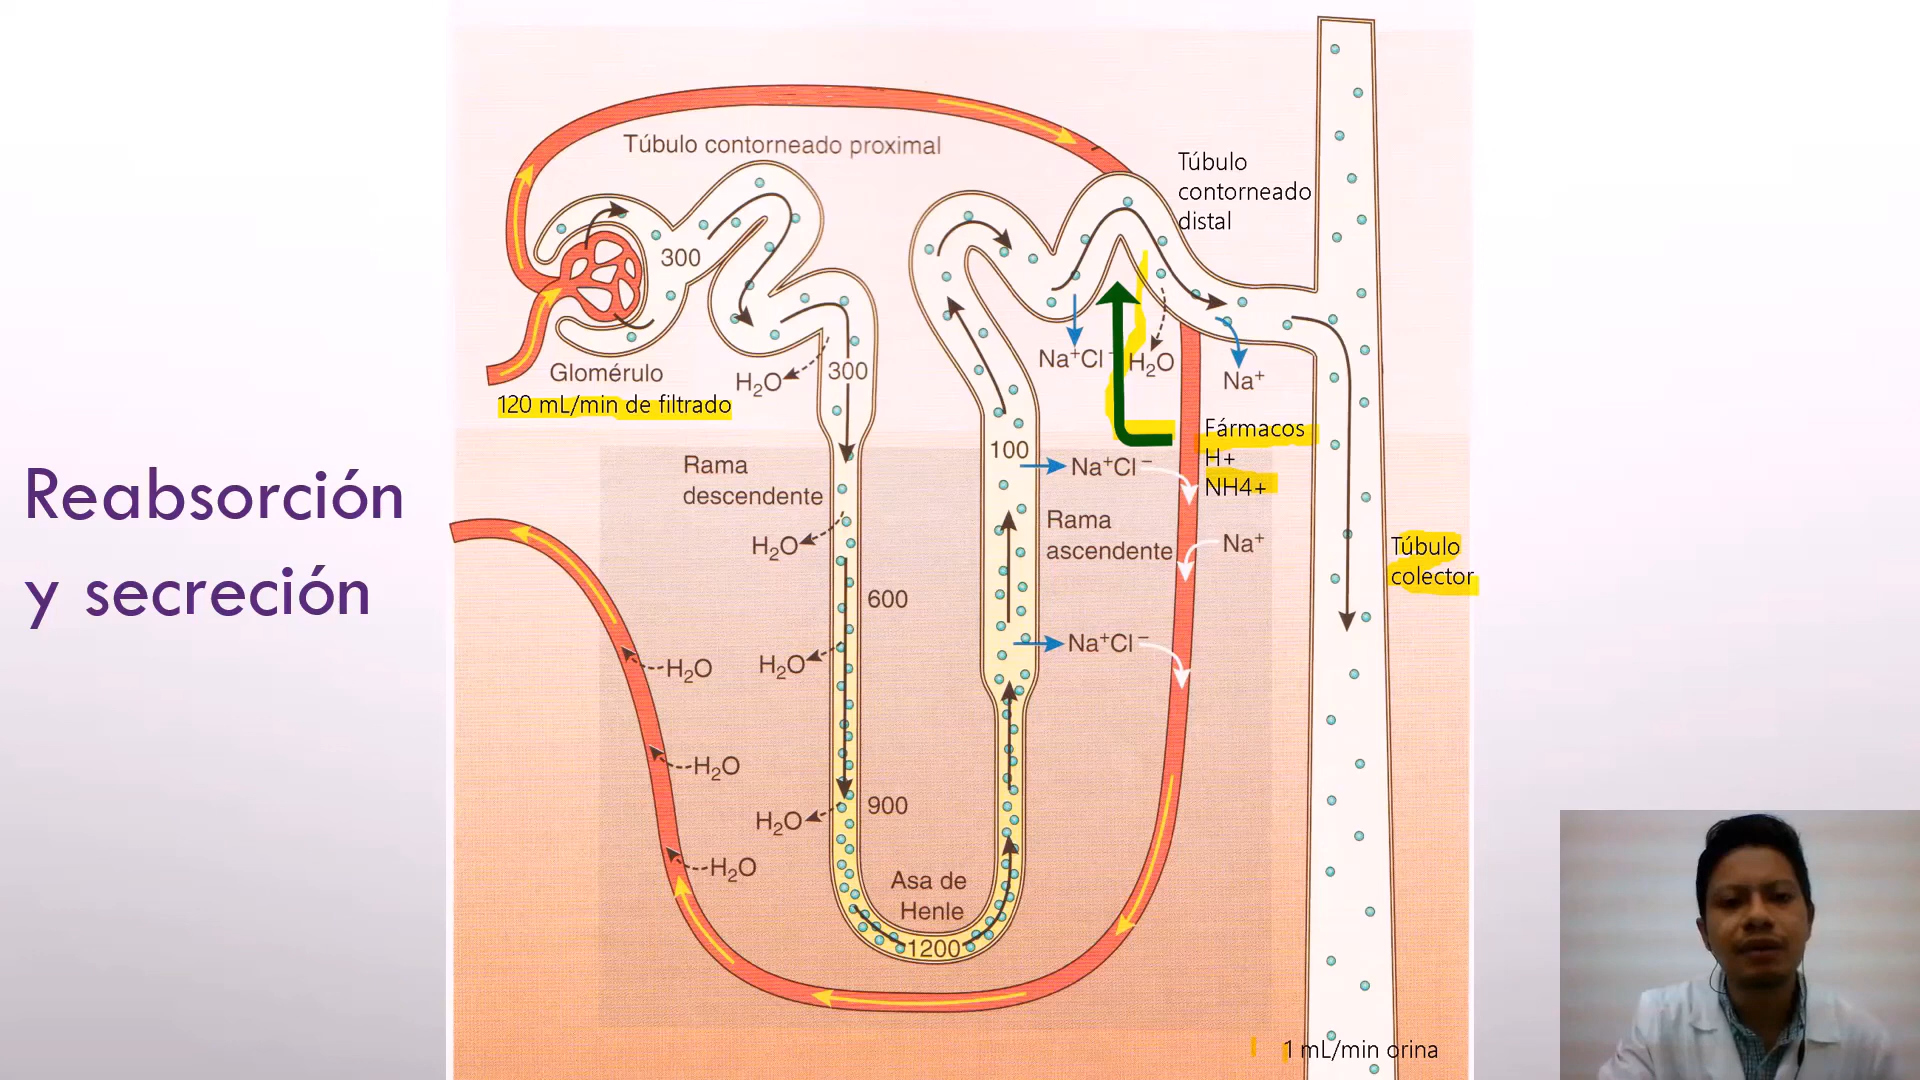 Reabsorción
y secreción
Túbulo contorneado proximal
Túbulo
contorneado
distal
300
Glomérulo
120 mL/min de filtrado
H₂O
300
Na⁺Cl⁻
H₂O
Na⁺
Fármacos
H+
NH4+
100
Na⁺Cl⁻
Rama
descendente
Rama
ascendente
H₂O
Na⁺
Túbulo
colector
600
H₂O
H₂O
Na⁺Cl⁻
H₂O
900
H₂O
H₂O
Asa de
Henle
1200
1 mL/min orina